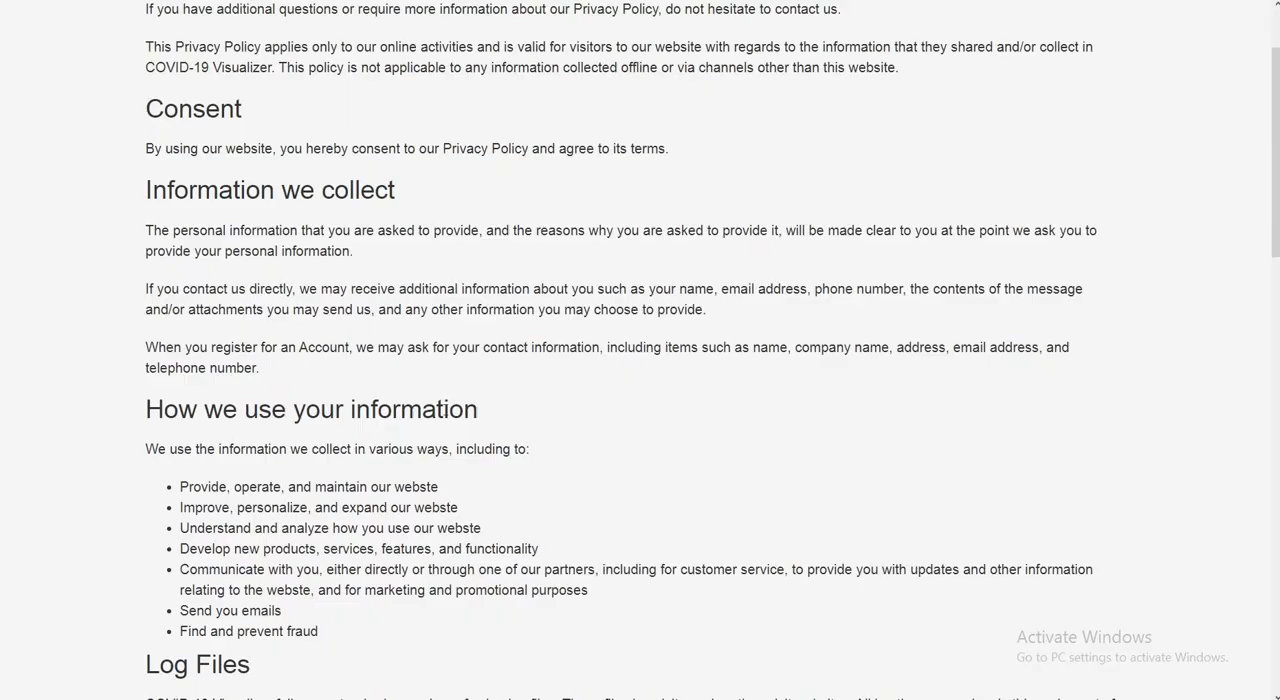 If you have additional questions or require more information about our Privacy Policy, do not hesitate to contact us.
This Privacy Policy applies only to our online activities and is valid for visitors to our website with regards to the information that they shared and/or collect in
COVID-19 Visualizer. This policy is not applicable to any information collected offline or via channels other than this website.
Consent
By using our website, you hereby consent to our Privacy Policy and agree to its terms.
Information we collect
The personal information that you are asked to provide, and the reasons why you are asked to provide it, will be made clear to you at the point we ask you to
provide your personal information.
If you contact us directly, we may receive additional information about you such as your name, email address, phone number, the contents of the message
and/or attachments you may send us, and any other information you may choose to provide.
When you register for an Account, we may ask for your contact information, including items such as name, company name, address, email address, and
telephone number.
How we use your information
We use the information we collect in various ways, including to:
• Provide, operate, and maintain our webste
• Improve, personalize, and expand our webste
• Understand and analyze how you use our webste
• Develop new products, services, features, and functionality
• Communicate with you, either directly or through one of our partners, including for customer service, to provide you with updates and other information
relating to the webste, and for marketing and promotional purposes
• Send you emails
• Find and prevent fraud
Activate Windows
Go to PC settings to activate Windows.
Log Files